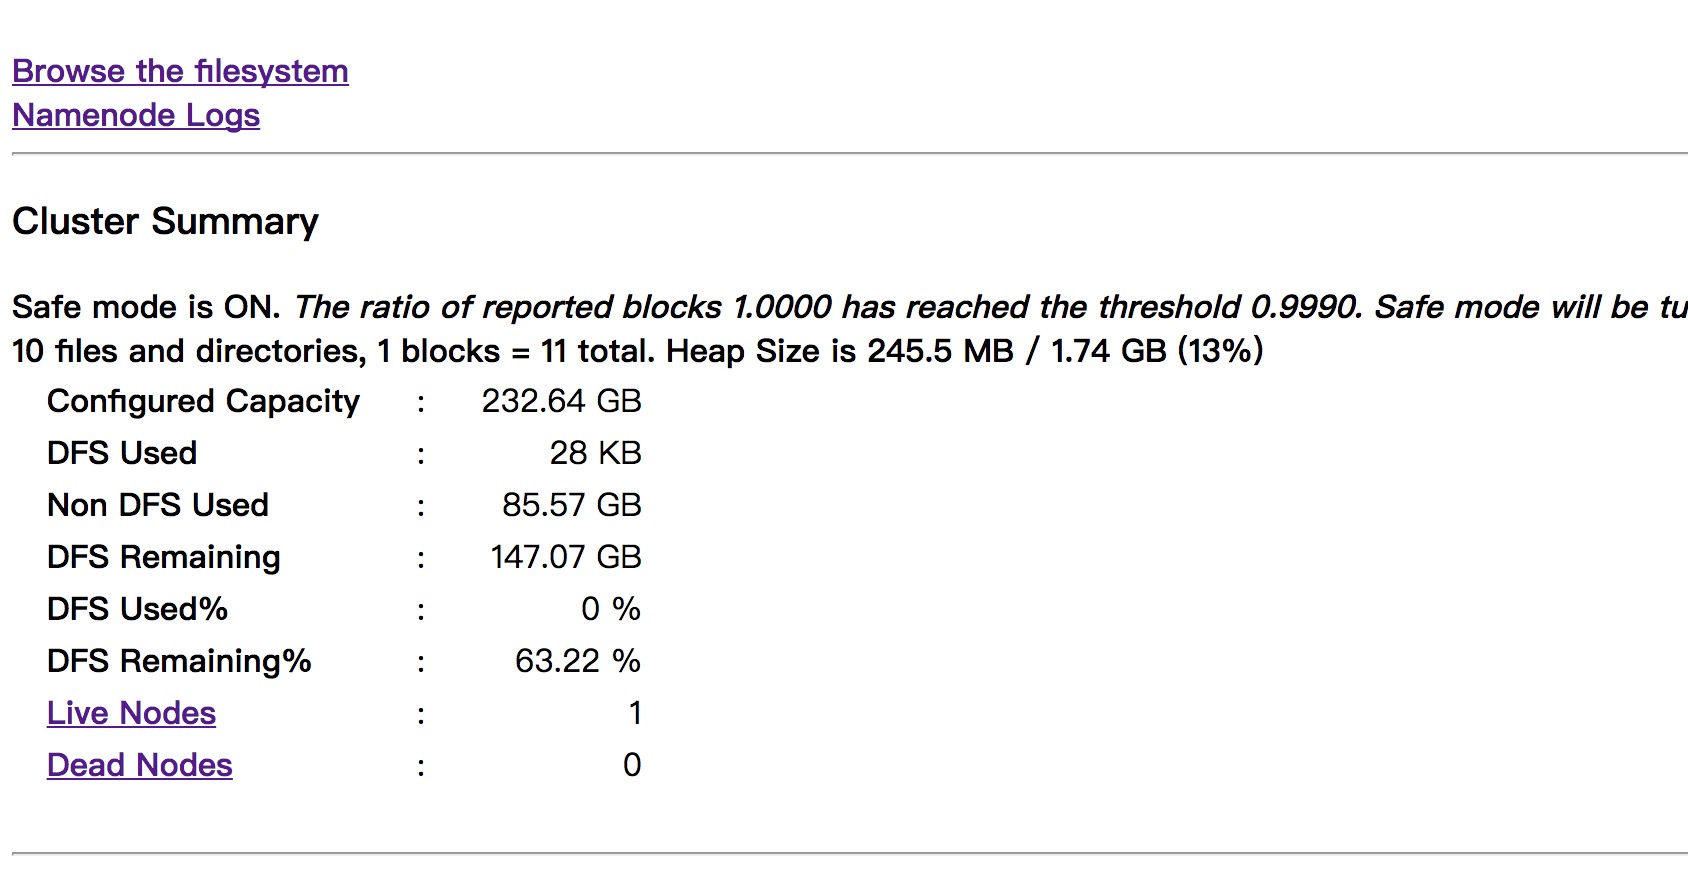 Browse the filesystem
Namenode Logs
Cluster Summary
Safe mode is ON. The ratio of reported blocks 1.0000 has reached the threshold 0.9990. Safe mode will be tu
10 files and directories, 1 blocks = 11 total. Heap Size is 245.5 MB / 1.74 GB (13%)
Configured Capacity : 232.64 GB
DFS Used : 28 KB
Non DFS Used : 85.57 GB
DFS Remaining : 147.07 GB
DFS Used% : 0 %
DFS Remaining% : 63.22 %
Live Nodes : 1
Dead Nodes : 0